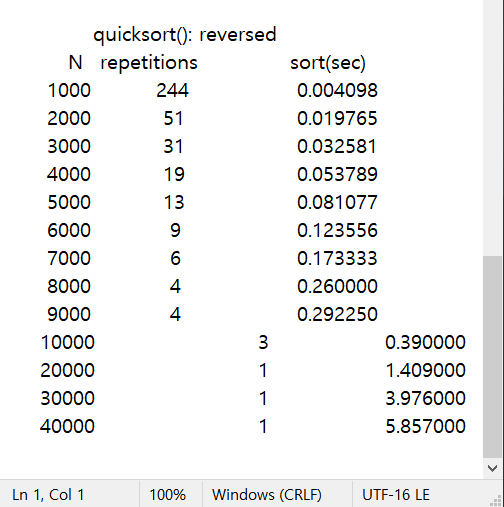 quicksort(): reversed
N repetitions sort(sec)
1000 244 0.004098
2000 51 0.019765
3000 31 0.032581
4000 19 0.053789
5000 13 0.081077
6000 9 0.123556
7000 6 0.173333
8000 4 0.260000
9000 4 0.292250
10000 3 0.390000
20000 1 1.409000
30000 1 3.976000
40000 1 5.857000
Ln 1, Col 1 100% Windows (CRLF) UTF-16 LE